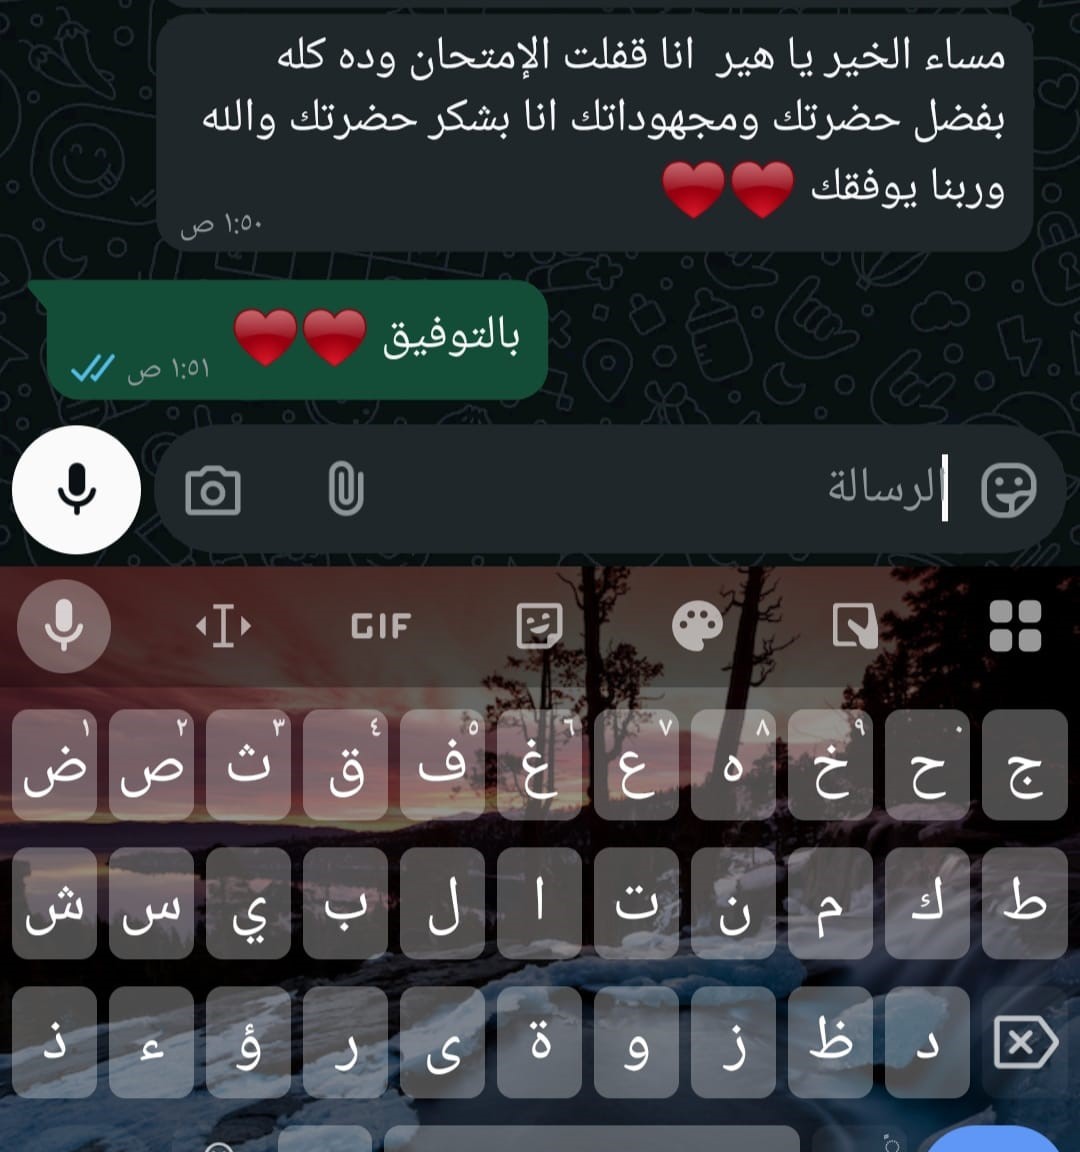 مساء الخير يا هير انا قفلت الإمتحان وده كله
بفضل حضرتك ومجهوداتك انا بشكر حضرتك والله
وربنا يوفقك ❤️❤️
١:٥٠ ص
بالتوفيق ❤️❤️
١:٥١ ص
الرسالة
GIF
١ ٢ ٣ ٤ ٥ ٦ ٧ ٨ ٩ ٠
ض ص ث ق ف غ ع ه خ ح ج
ش س ي ب ل ا ت ن م ك ط
ذ ء ؤ ر ى ة و ز ظ د